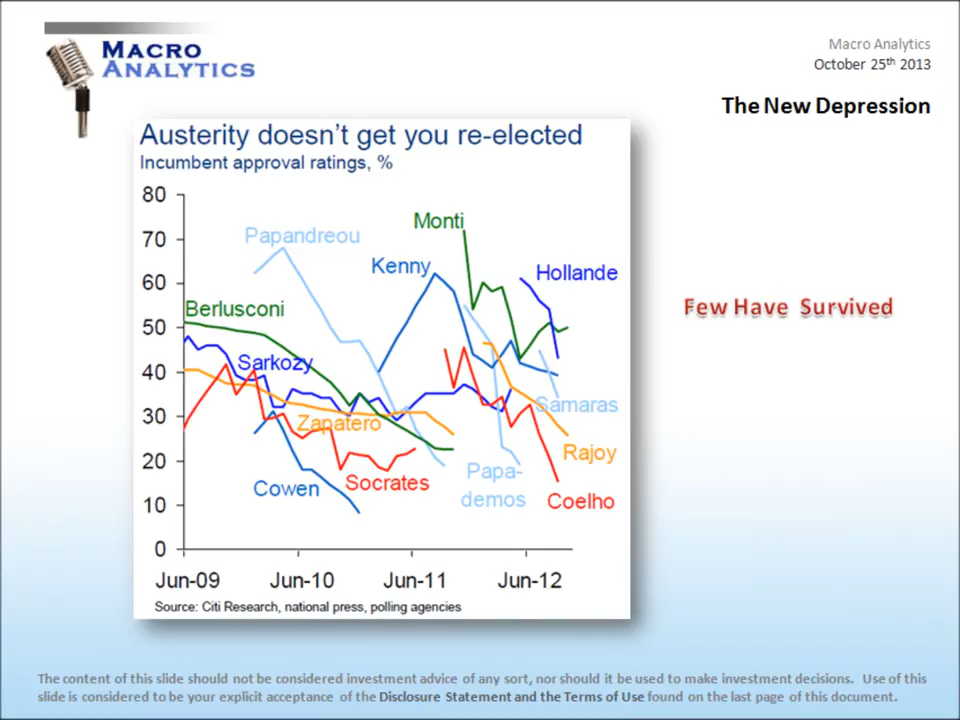 MACRO
ANALYTICS
Macro Analytics
October 25th 2013
The New Depression
Austerity doesn't get you re-elected
Incumbent approval ratings, %
80
70
60
50
40
30
20
10
0
Papandreou
Monti
Kenny
Hollande
Berlusconi
Sarkozy
Zapatero
Samaras
Rajoy
Cowen
Socrates
Papa-
demos
Coelho
Jun-09 Jun-10 Jun-11 Jun-12
Source: Citi Research, national press, polling agencies
Few Have Survived
The content of this slide should not be considered investment advice of any sort, nor should it be used to make investment decisions. Use of this
slide is considered to be your explicit acceptance of the Disclosure Statement and the Terms of Use found on the last page of this document.